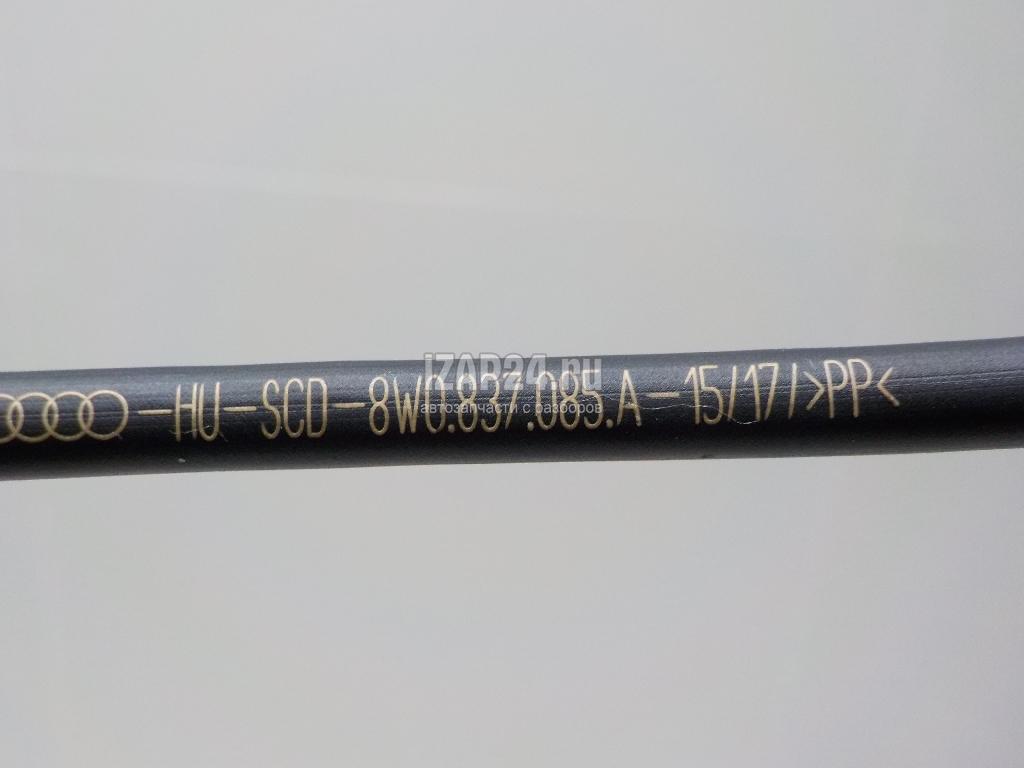 -HU-SCD-8W0.837.085.A-15/17/>PP<
iZAP24.ru
автозапчасти с разборов